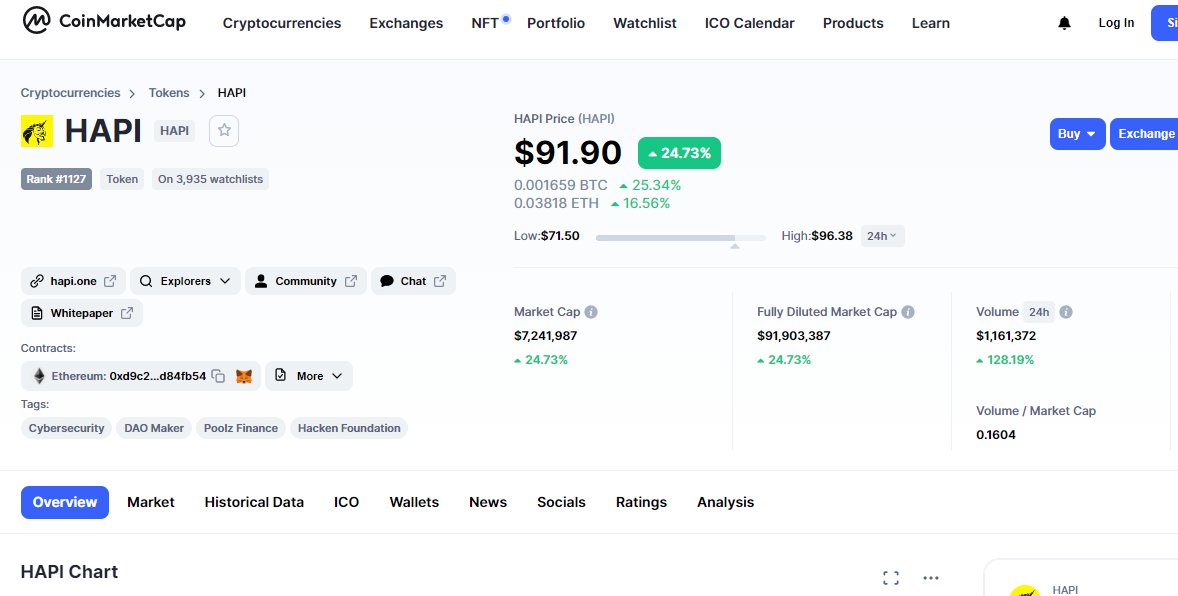 CoinMarketCap Cryptocurrencies Exchanges NFT Portfolio Watchlist ICO Calendar Products Learn Log In
Cryptocurrencies > Tokens > HAPI
HAPI HAPI
Rank #1127 Token On 3,935 watchlists
hapi.one Explorers Community Chat
Whitepaper
Contracts:
Ethereum: 0xd9c2...d84fb54 More
Tags:
Cybersecurity DAO Maker Poolz Finance Hacken Foundation
HAPI Price (HAPI)
$91.90 24.73%
0.001659 BTC 25.34%
0.03818 ETH 16.56%
Low:$71.50 High:$96.38 24h
Buy Exchange
Market Cap
$7,241,987
24.73%
Fully Diluted Market Cap
$91,903,387
24.73%
Volume 24h
$1,161,372
128.19%
Volume / Market Cap
0.1604
Overview Market Historical Data ICO Wallets News Socials Ratings Analysis
HAPI Chart
HAPI